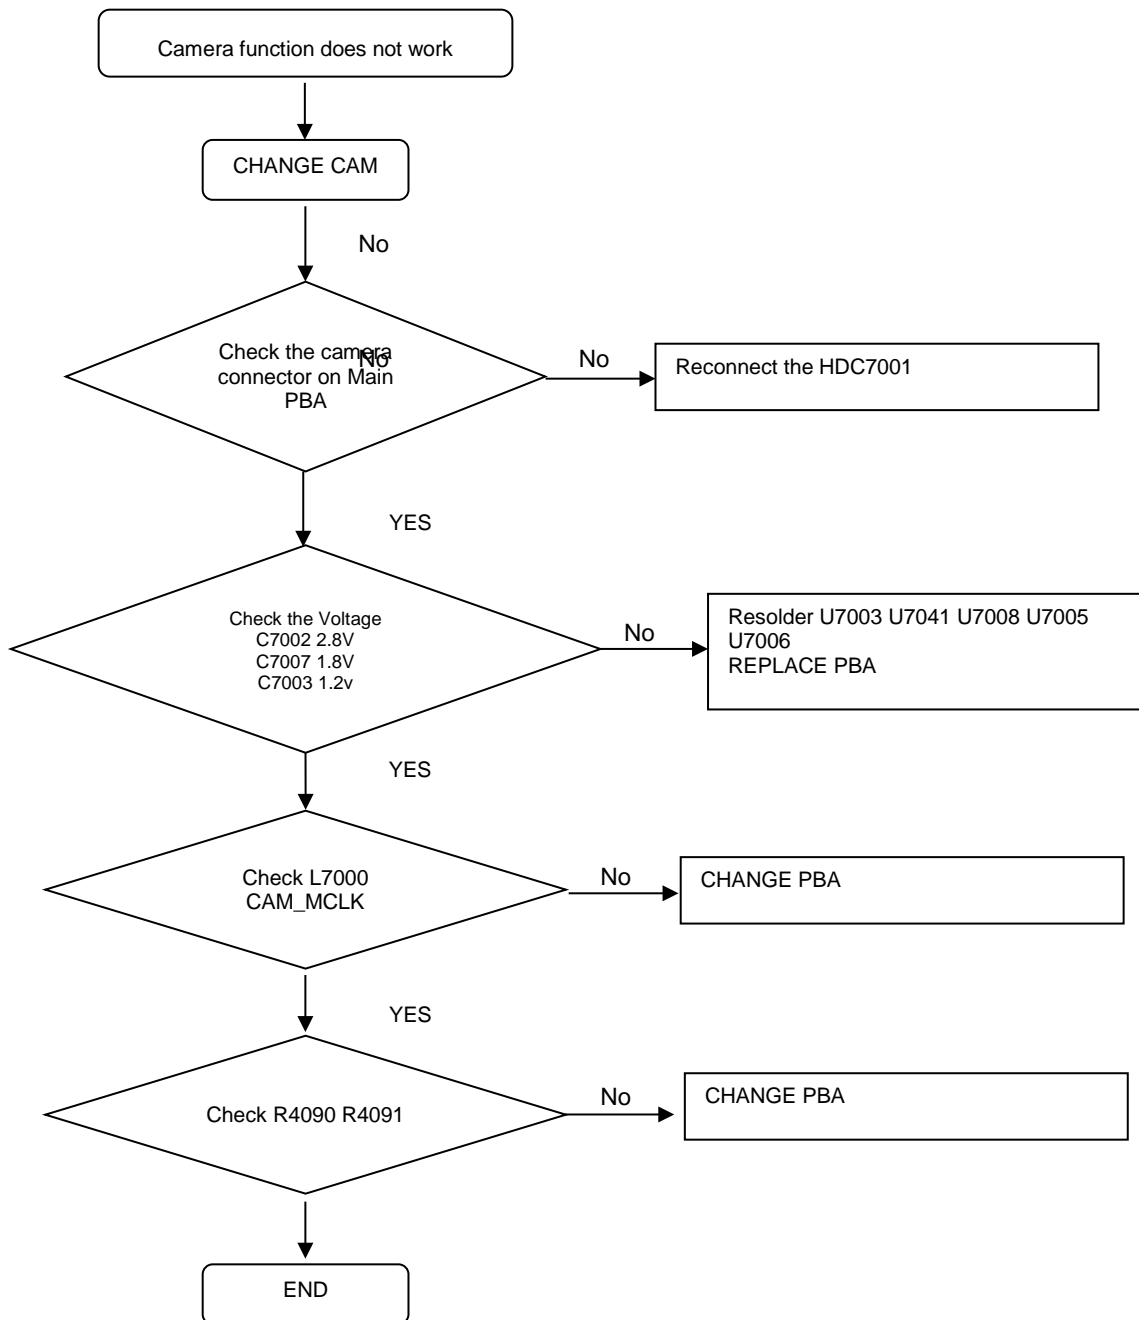 Camera function does not work
CHANGE CAM
No
Check the camera
connector on Main
PBA
No
No
Reconnect the HDC7001
YES
Check the Voltage
C7002 2.8V
C7007 1.8V
C7003 1.2v
No
Resolder U7003 U7041 U7008 U7005
U7006
REPLACE PBA
YES
Check L7000
CAM_MCLK
No
CHANGE PBA
YES
Check R4090 R4091
No
CHANGE PBA
END